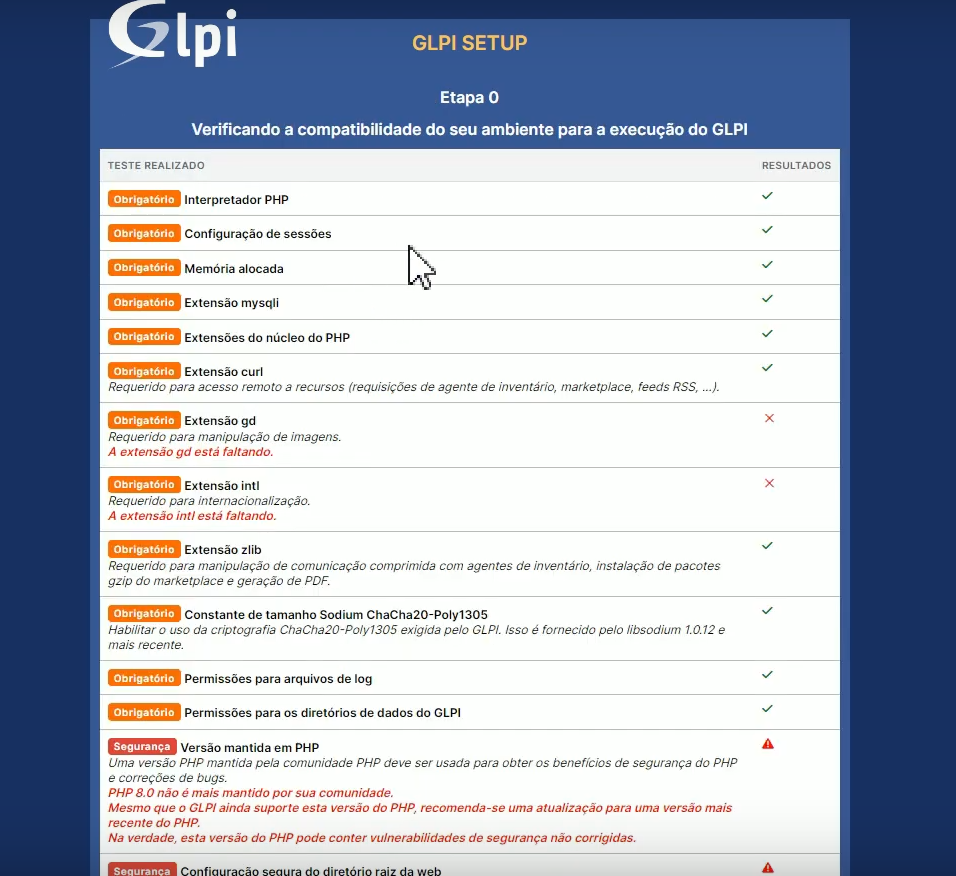 Glpi
GLPI SETUP
Etapa 0
Verificando a compatibilidade do seu ambiente para a execução do GLPI
TESTE REALIZADO RESULTADOS
Obrigatório Interpretador PHP
Obrigatório Configuração de sessões
Obrigatório Memória alocada
Obrigatório Extensão mysqli
Obrigatório Extensões do núcleo do PHP
Obrigatório Extensão curl
Requerido para acesso remoto a recursos (requisições de agente de inventário, marketplace, feeds RSS, ...).
Obrigatório Extensão gd
Requerido para manipulação de imagens.
A extensão gd está faltando.
Obrigatório Extensão intl
Requerido para internacionalização.
A extensão intl está faltando.
Obrigatório Extensão zlib
Requerido para manipulação de comunicação comprimida com agentes de inventário, instalação de pacotes
gzip do marketplace e geração de PDF.
Obrigatório Constante de tamanho Sodium ChaCha20-Poly1305
Habilitar o uso da criptografia ChaCha20-Poly1305 exigida pelo GLPI. Isso é fornecido pelo libsodium 1.0.12 e
mais recente.
Obrigatório Permissões para arquivos de log
Obrigatório Permissões para os diretórios de dados do GLPI
Segurança Versão mantida em PHP
Uma versão PHP mantida pela comunidade PHP deve ser usada para obter os benefícios de segurança do PHP
e correções de bugs.
PHP 8.0 não é mais mantido por sua comunidade.
Mesmo que o GLPI ainda suporte esta versão do PHP, recomenda-se uma atualização para uma versão mais
recente do PHP.
Na verdade, esta versão do PHP pode conter vulnerabilidades de segurança não corrigidas.
Segurança Configuração segura do diretório raiz da web